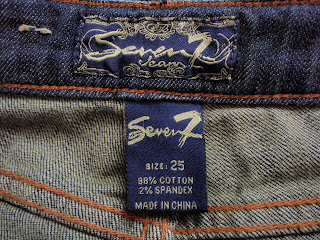 Seven7
Jeans
Seven7
SIZE: 25
98% COTTON
2% SPANDEX
MADE IN CHINA